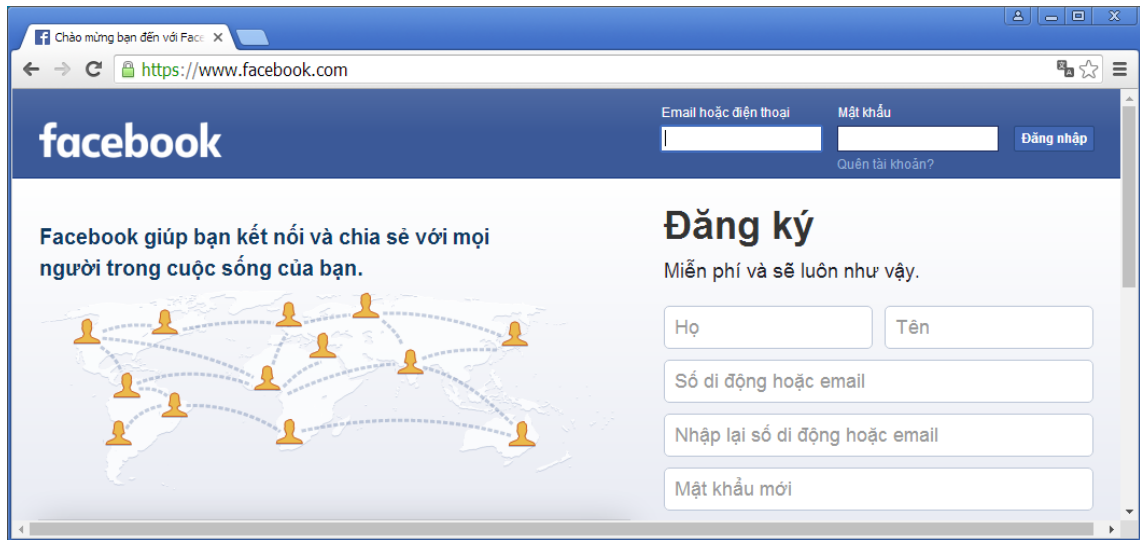 Chào mừng bạn đến với Face
https://www.facebook.com
facebook
Email hoặc điện thoại
Mật khẩu
Đăng nhập
Quên tài khoản?
Facebook giúp bạn kết nối và chia sẻ với mọi
người trong cuộc sống của bạn.
Đăng ký
Miễn phí và sẽ luôn như vậy.
Họ
Tên
Số di động hoặc email
Nhập lại số di động hoặc email
Mật khẩu mới